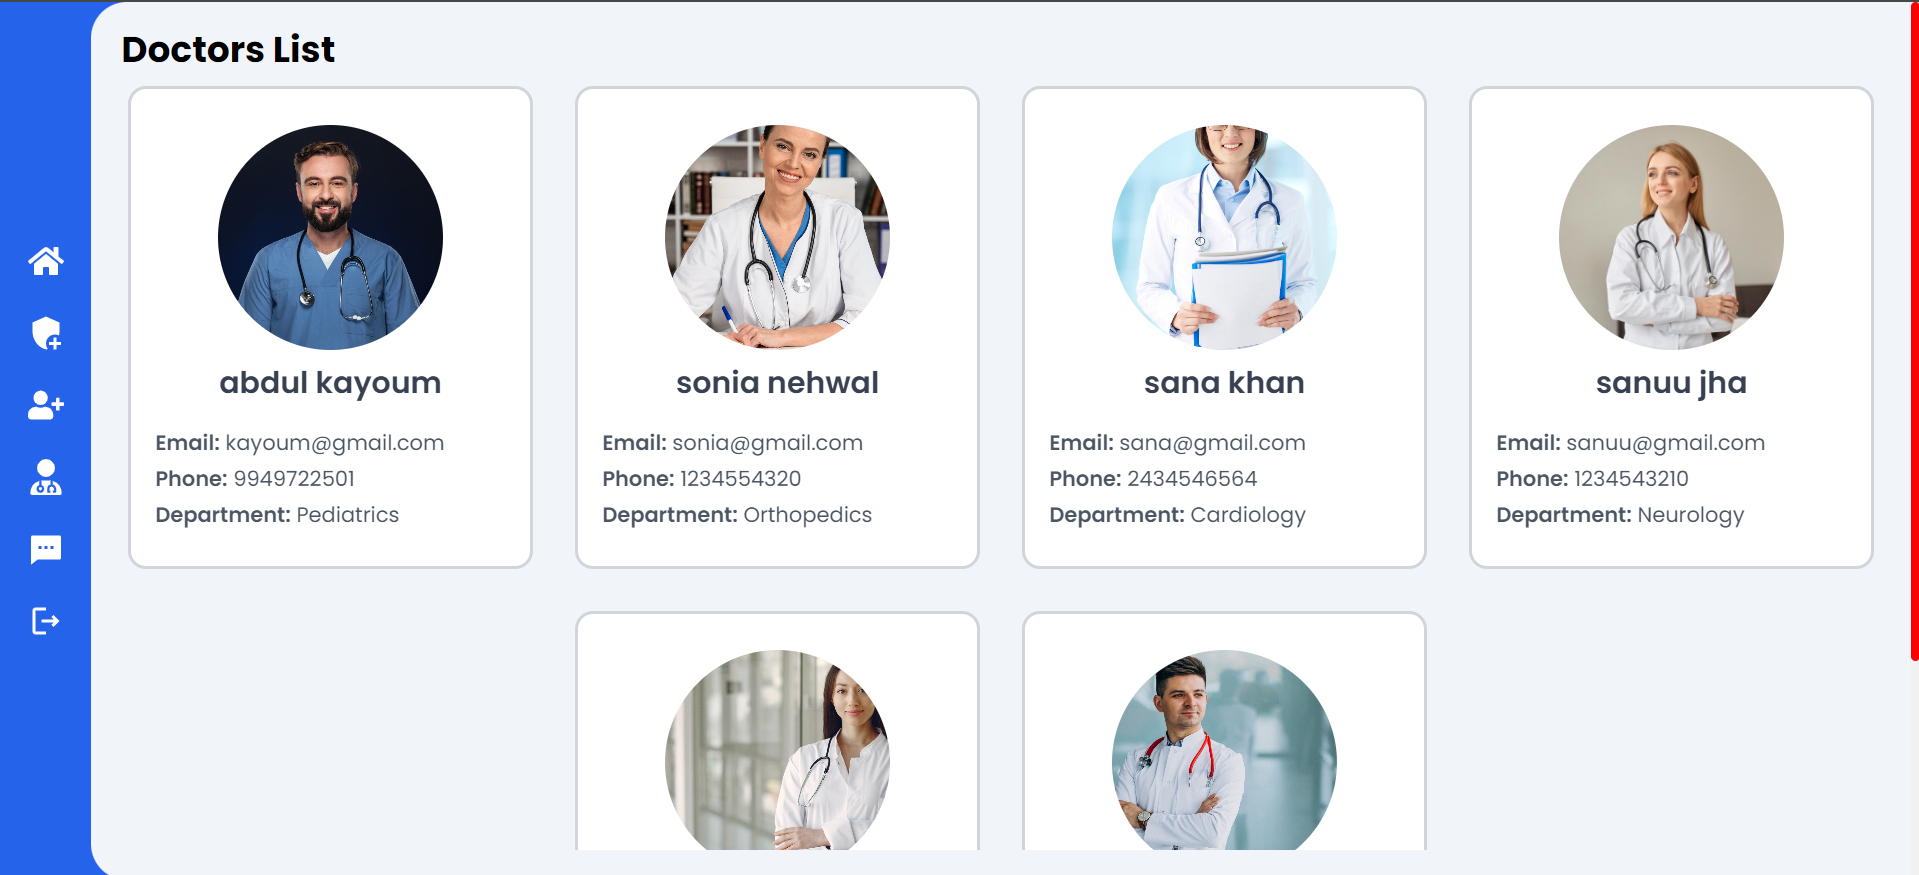 Doctors List
abdul kayoum
Email: kayoum@gmail.com
Phone: 9949722501
Department: Pediatrics
sonia nehwal
Email: sonia@gmail.com
Phone: 1234554320
Department: Orthopedics
sana khan
Email: sana@gmail.com
Phone: 2434546564
Department: Cardiology
sanuu jha
Email: sanuu@gmail.com
Phone: 1234543210
Department: Neurology